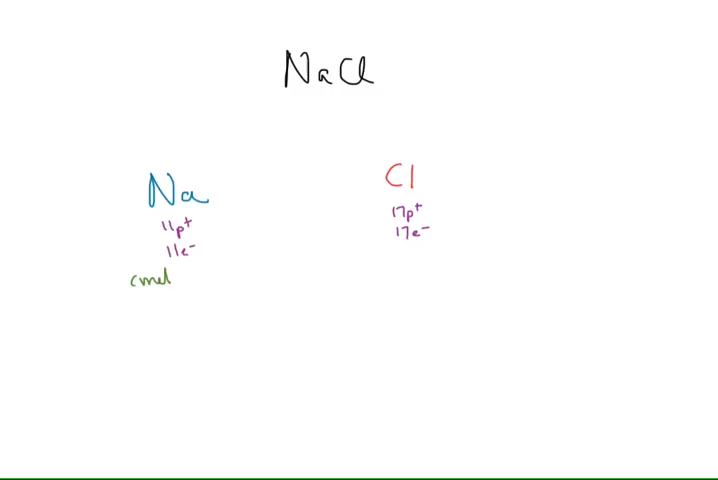 NaCl
Na
Cl
11p+
11e-
17p+
17e-